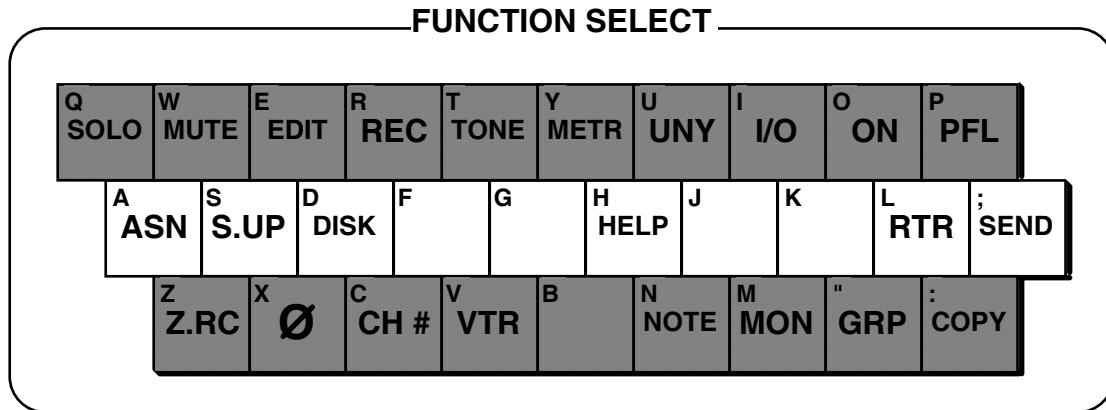 FUNCTION SELECT
Q W E R T Y U I O P
SOLO MUTE EDIT REC TONE METR UNY I/O ON PFL
A S D F G H J K L ;
ASN S.UP DISK HELP RTR SEND
Z X C V B N M " :
Z.RC Ø CH # VTR NOTE MON GRP COPY